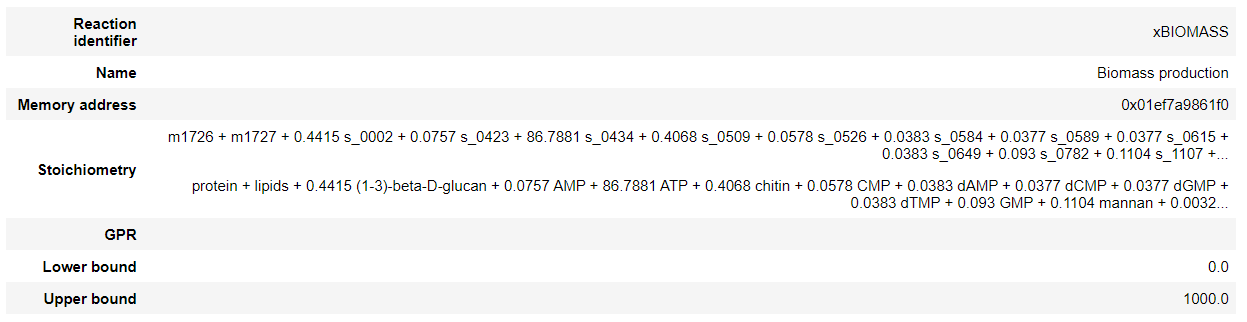 Reaction
identifier
xBIOMASS
Name
Biomass production
Memory address
0x01ef7a9861f0
Stoichiometry
m1726 + m1727 + 0.4415 s_0002 + 0.0757 s_0423 + 86.7881 s_0434 + 0.4068 s_0509 + 0.0578 s_0526 + 0.0383 s_0584 + 0.0377 s_0589 + 0.0377 s_0615 +
0.0383 s_0649 + 0.093 s_0782 + 0.1104 s_1107 +...
protein + lipids + 0.4415 (1-3)-beta-D-glucan + 0.0757 AMP + 86.7881 ATP + 0.4068 chitin + 0.0578 CMP + 0.0383 dAMP + 0.0377 dCMP + 0.0377 dGMP +
0.0383 dTMP + 0.093 GMP + 0.1104 mannan + 0.0032...
GPR
Lower bound
0.0
Upper bound
1000.0